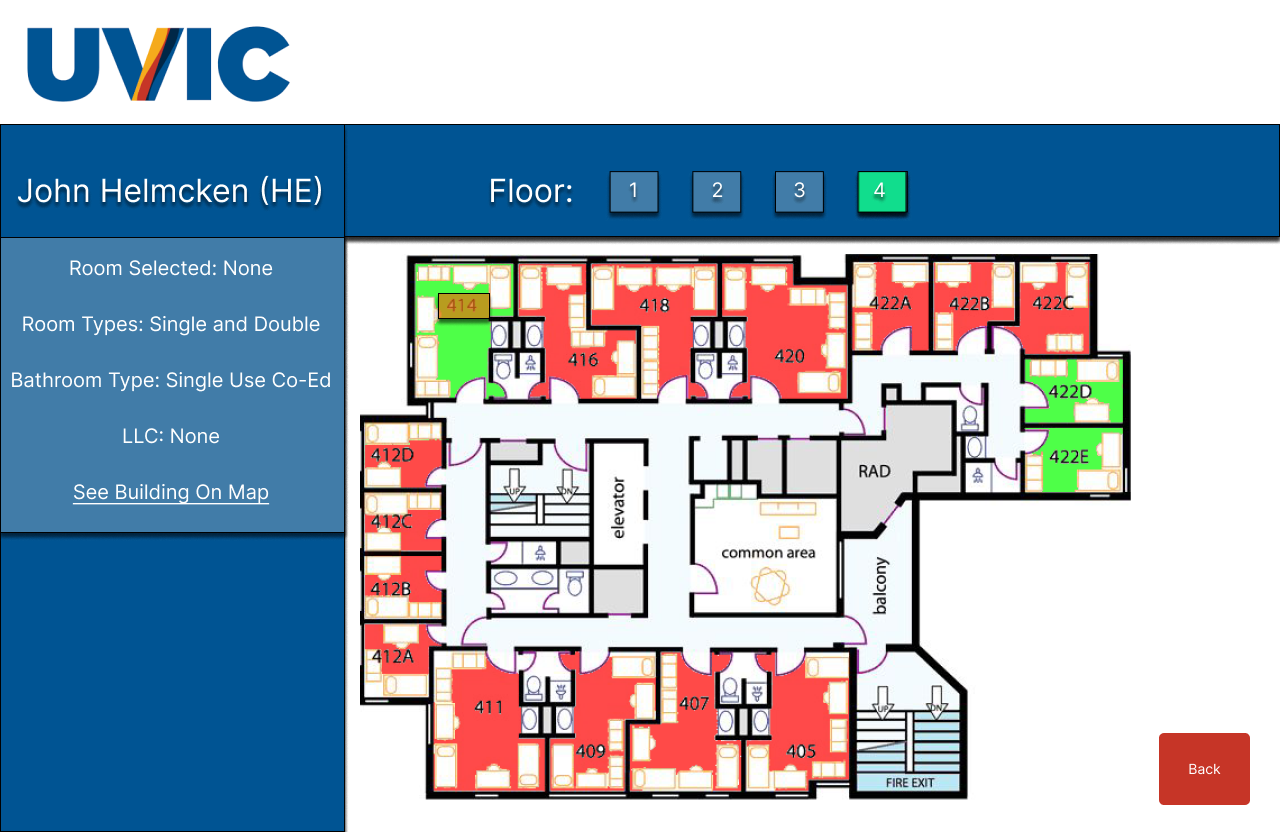 UVIC
John Helmcken (HE)
Floor:
1
2
3
4
Room Selected: None
Room Types: Single and Double
Bathroom Type: Single Use Co-Ed
LLC: None
See Building On Map
414
416
418
420
422A
422B
422C
422D
422E
412D
412C
412B
412A
UP
DN
elevator
RAD
common area
balcony
411
409
407
405
UP
DN
FIRE EXIT
Back